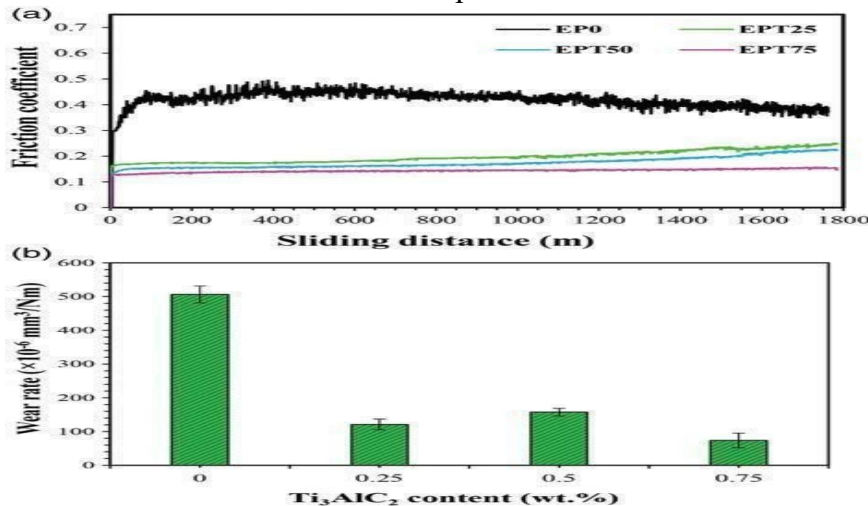 (a)
0.7
0.6
0.5
0.4
0.3
0.2
0.1
0
Friction coefficient
EP0 EPT25
EPT50 EPT75
0 200 400 600 800 1000 1200 1400 1600 1800
Sliding distance (m)
(b)
600
500
400
300
200
100
0
Wear rate (×10⁻⁶ mm³/Nm)
0 0.25 0.5 0.75
Ti₃AlC₂ content (wt.%)